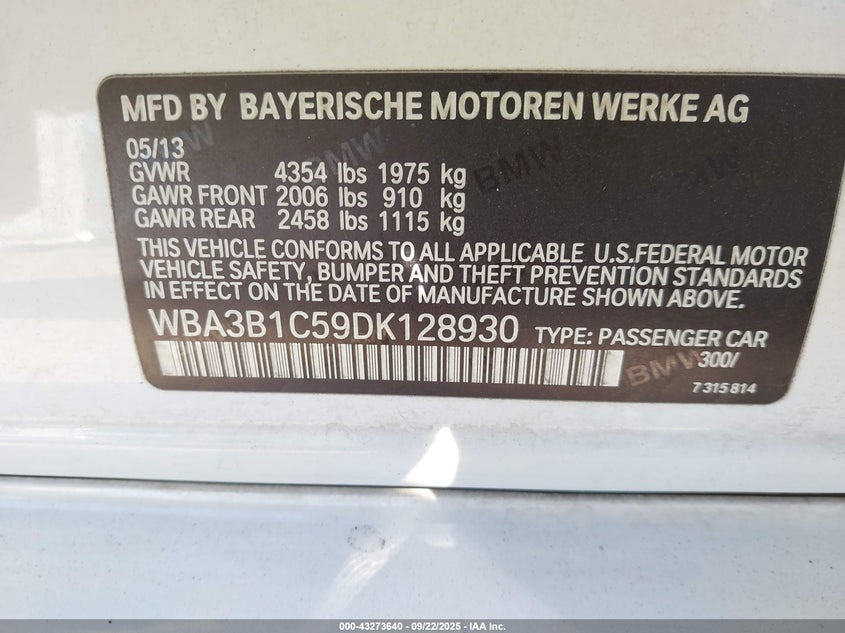 MFD BY BAYERISCHE MOTOREN WERKE AG
05/13
GVWR 4354 lbs 1975 kg
GAWR FRONT 2006 lbs 910 kg
GAWR REAR 2458 lbs 1115 kg
THIS VEHICLE CONFORMS TO ALL APPLICABLE U.S.FEDERAL MOTOR
VEHICLE SAFETY, BUMPER AND THEFT PREVENTION STANDARDS
IN EFFECT ON THE DATE OF MANUFACTURE SHOWN ABOVE.
WBA3B1C59DK128930 TYPE: PASSENGER CAR
300/
BMW
7 315 814
000-43273640 - 09/22/2025 - IAA Inc.